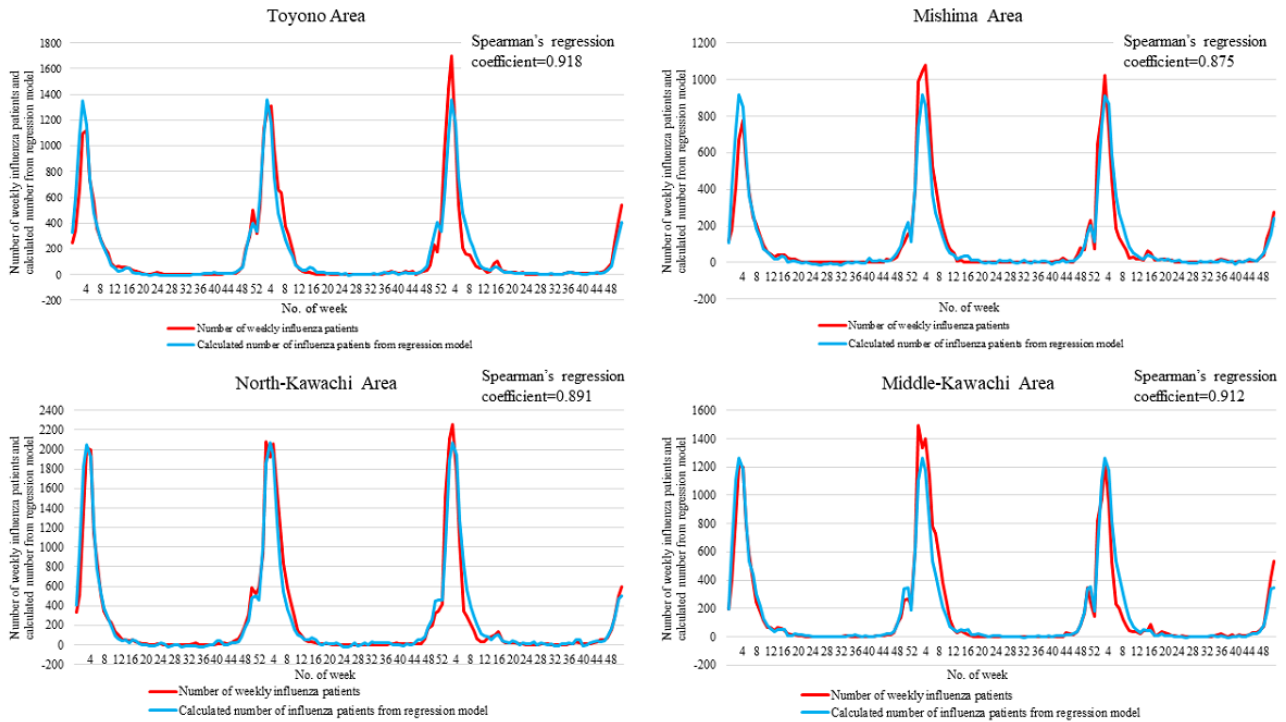 Toyono Area
Spearman's regression
coefficient=0.918
Number of weekly influenza patients and
calculated number from regression model
1800
1600
1400
1200
1000
800
600
400
200
0
-200
4 8 12 16 20 24 28 32 36 40 44 48 52 4 8 12 16 20 24 28 32 36 40 44 48 52 4 8 12 16 20 24 28 32 36 40 44 48
No. of week
Number of weekly influenza patients
Calculated number of influenza patients from regression model
Mishima Area
Spearman's regression
coefficient=0.875
Number of weekly influenza patients and
calculated number from regression model
1200
1000
800
600
400
200
0
-200
4 8 12 16 20 24 28 32 36 40 44 48 52 4 8 12 16 20 24 28 32 36 40 44 48 52 4 8 12 16 20 24 28 32 36 40 44 48
No. of week
Number of weekly influenza patients
Calculated number of influenza patients from regression model
North-Kawachi Area
Spearman's regression
coefficient=0.891
Number of weekly influenza patients and
calculated number from regression model
2400
2200
2000
1800
1600
1400
1200
1000
800
600
400
200
0
-200
4 8 12 16 20 24 28 32 36 40 44 48 52 4 8 12 16 20 24 28 32 36 40 44 48 52 4 8 12 16 20 24 28 32 36 40 44 48
No. of week
Number of weekly influenza patients
Calculated number of influenza patients from regression model
Middle-Kawachi Area
Spearman's regression
coefficient=0.912
Number of weekly influenza patients and
calculated number from regression model
1600
1400
1200
1000
800
600
400
200
0
-200
4 8 12 16 20 24 28 32 36 40 44 48 52 4 8 12 16 20 24 28 32 36 40 44 48 52 4 8 12 16 20 24 28 32 36 40 44 48
No. of week
Number of weekly influenza patients
Calculated number of influenza patients from regression model